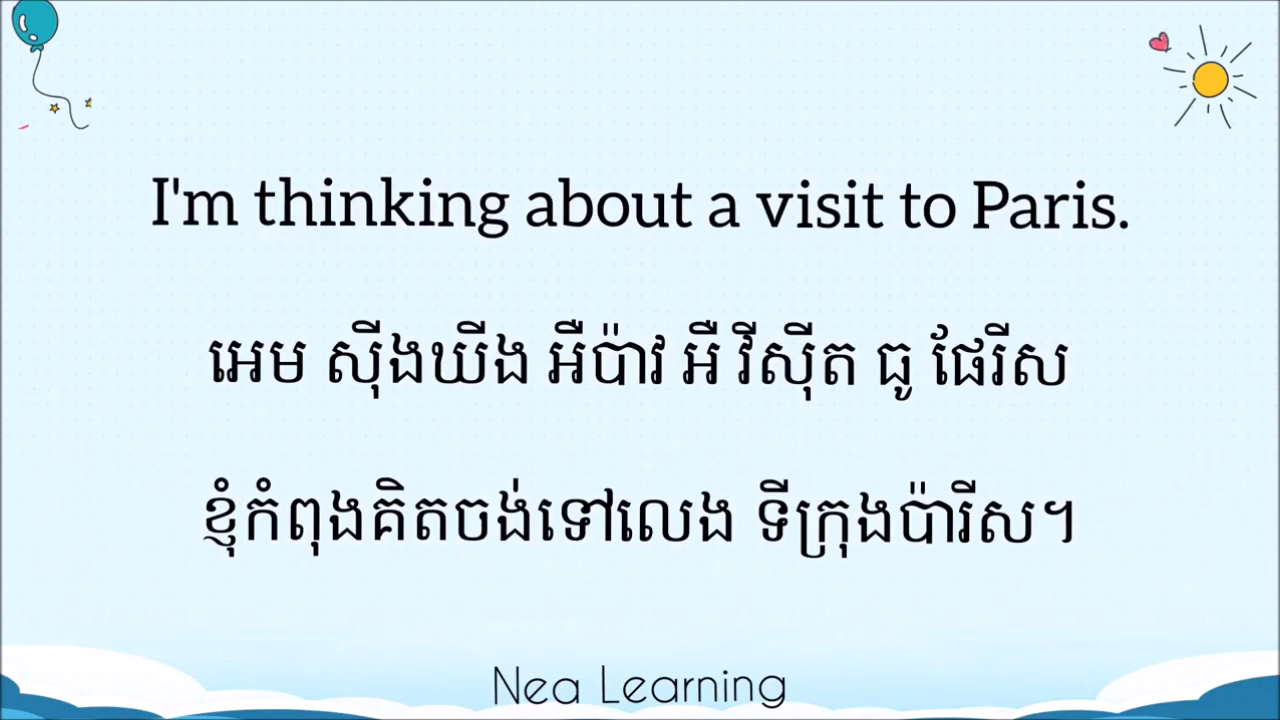 I'm thinking about a visit to Paris.
អេម ស៊ីងឃីង អឺប៉ាវ អឺ វីស៊ីត ធូ ផែរីស
ខ្ញុំកំពុងគិតចង់ទៅលេង ទីក្រុងប៉ារីស។
Nea Learning